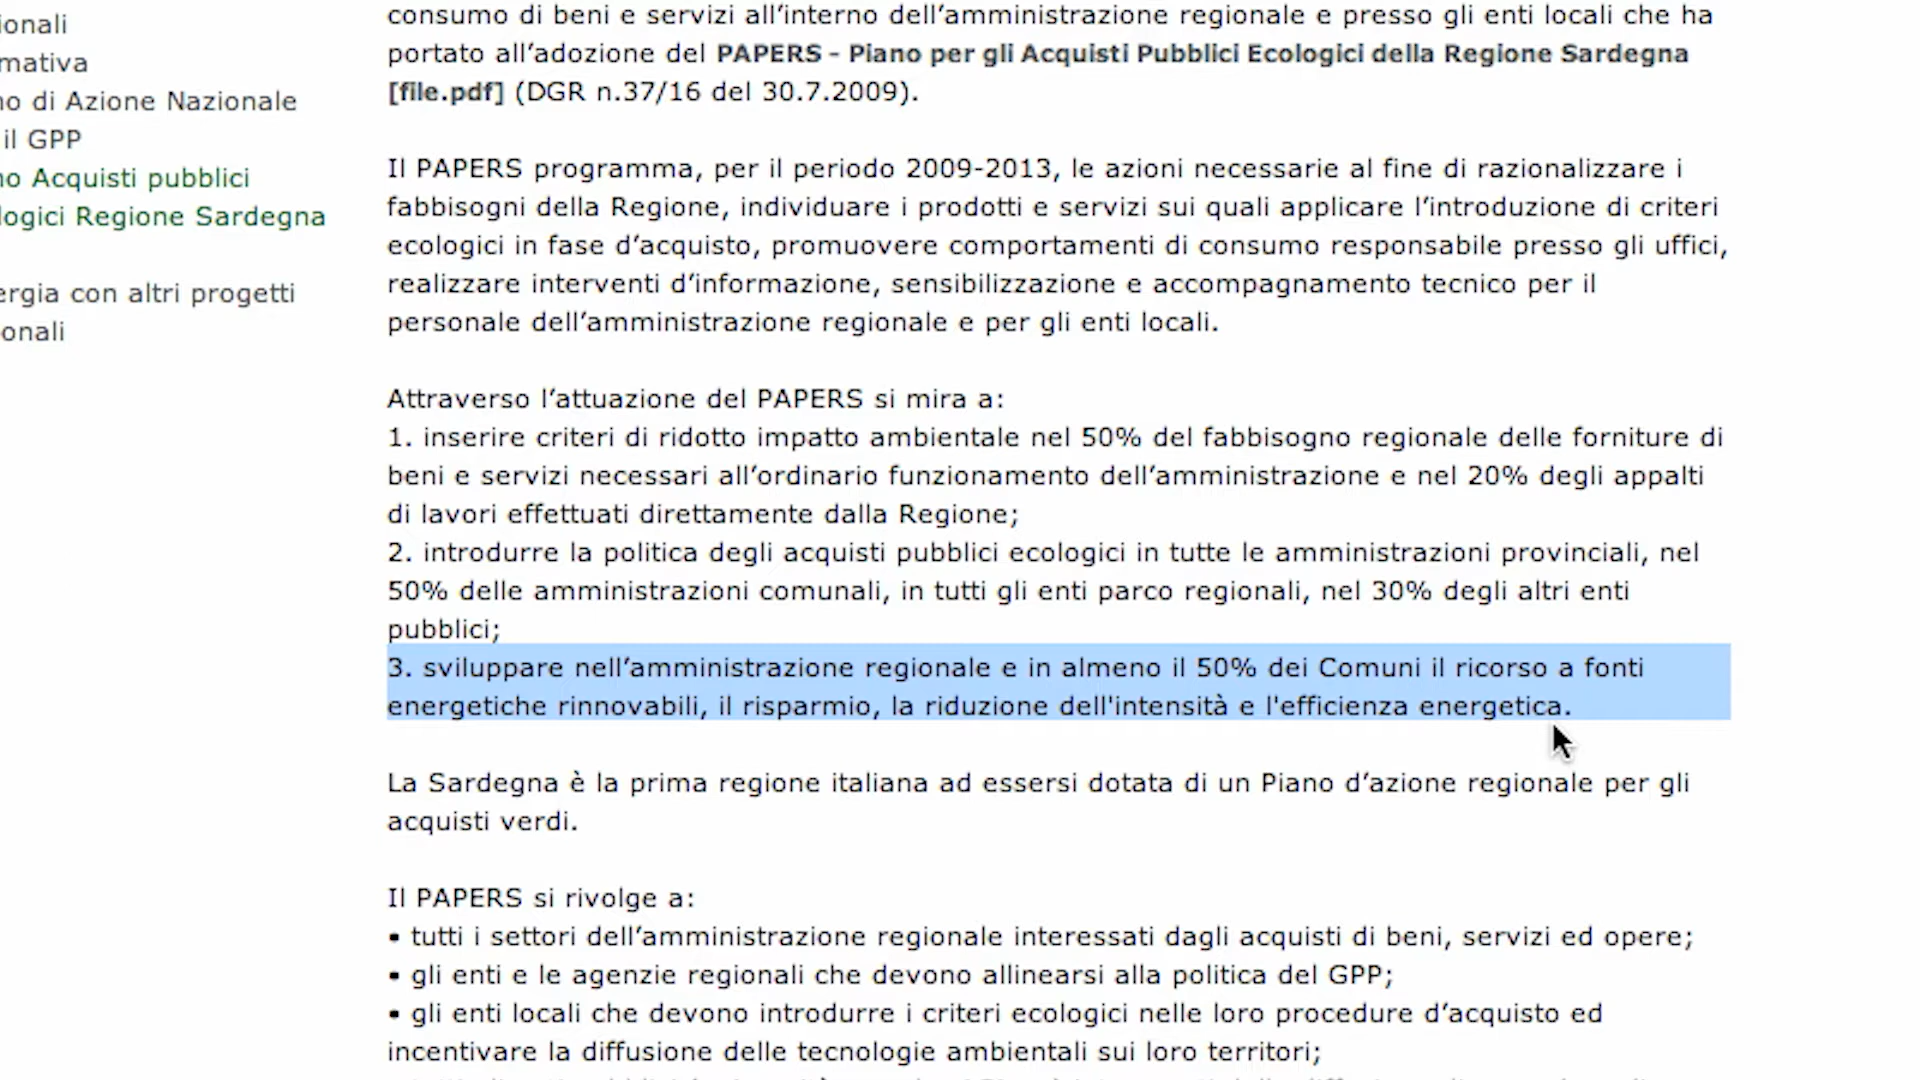 ionali
mativa
no di Azione Nazionale
il GPP
no Acquisti pubblici
logici Regione Sardegna
ergia con altri progetti
onali
consumo di beni e servizi all’interno dell’amministrazione regionale e presso gli enti locali che ha
portato all’adozione del PAPERS - Piano per gli Acquisti Pubblici Ecologici della Regione Sardegna
[file.pdf] (DGR n.37/16 del 30.7.2009).
Il PAPERS programma, per il periodo 2009-2013, le azioni necessarie al fine di razionalizzare i
fabbisogni della Regione, individuare i prodotti e servizi sui quali applicare l’introduzione di criteri
ecologici in fase d’acquisto, promuovere comportamenti di consumo responsabile presso gli uffici,
realizzare interventi d’informazione, sensibilizzazione e accompagnamento tecnico per il
personale dell’amministrazione regionale e per gli enti locali.
Attraverso l’attuazione del PAPERS si mira a:
1. inserire criteri di ridotto impatto ambientale nel 50% del fabbisogno regionale delle forniture di
beni e servizi necessari all’ordinario funzionamento dell’amministrazione e nel 20% degli appalti
di lavori effettuati direttamente dalla Regione;
2. introdurre la politica degli acquisti pubblici ecologici in tutte le amministrazioni provinciali, nel
50% delle amministrazioni comunali, in tutti gli enti parco regionali, nel 30% degli altri enti
pubblici;
3. sviluppare nell’amministrazione regionale e in almeno il 50% dei Comuni il ricorso a fonti
energetiche rinnovabili, il risparmio, la riduzione dell'intensità e l'efficienza energetica.
La Sardegna è la prima regione italiana ad essersi dotata di un Piano d’azione regionale per gli
acquisti verdi.
Il PAPERS si rivolge a:
▪ tutti i settori dell’amministrazione regionale interessati dagli acquisti di beni, servizi ed opere;
▪ gli enti e le agenzie regionali che devono allinearsi alla politica del GPP;
▪ gli enti locali che devono introdurre i criteri ecologici nelle loro procedure d’acquisto ed
incentivare la diffusione delle tecnologie ambientali sui loro territori;